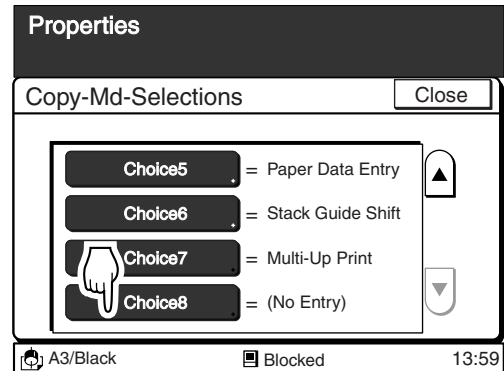 Properties
Copy-Md-Selections Close
Choice5 = Paper Data Entry
Choice6 = Stack Guide Shift
Choice7 = Multi-Up Print
Choice8 = (No Entry)
A3/Black Blocked 13:59